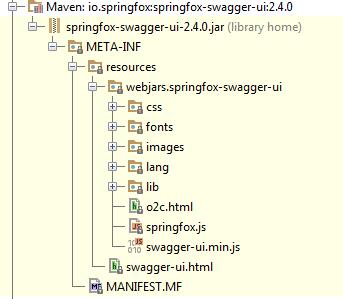 Maven: io.springfox:springfox-swagger-ui:2.4.0
springfox-swagger-ui-2.4.0.jar (library home)
META-INF
resources
webjars.springfox-swagger-ui
css
fonts
images
lang
lib
o2c.html
springfox.js
swagger-ui.min.js
swagger-ui.html
MANIFEST.MF